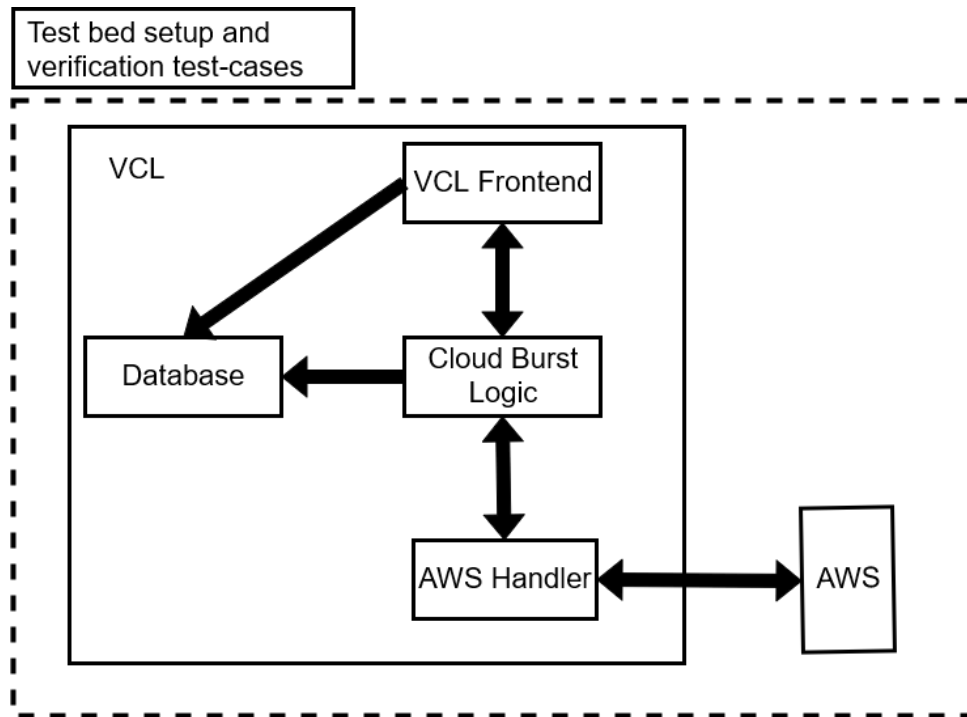 Test bed setup and
verification test-cases
VCL
VCL Frontend
Database
Cloud Burst
Logic
AWS Handler
AWS